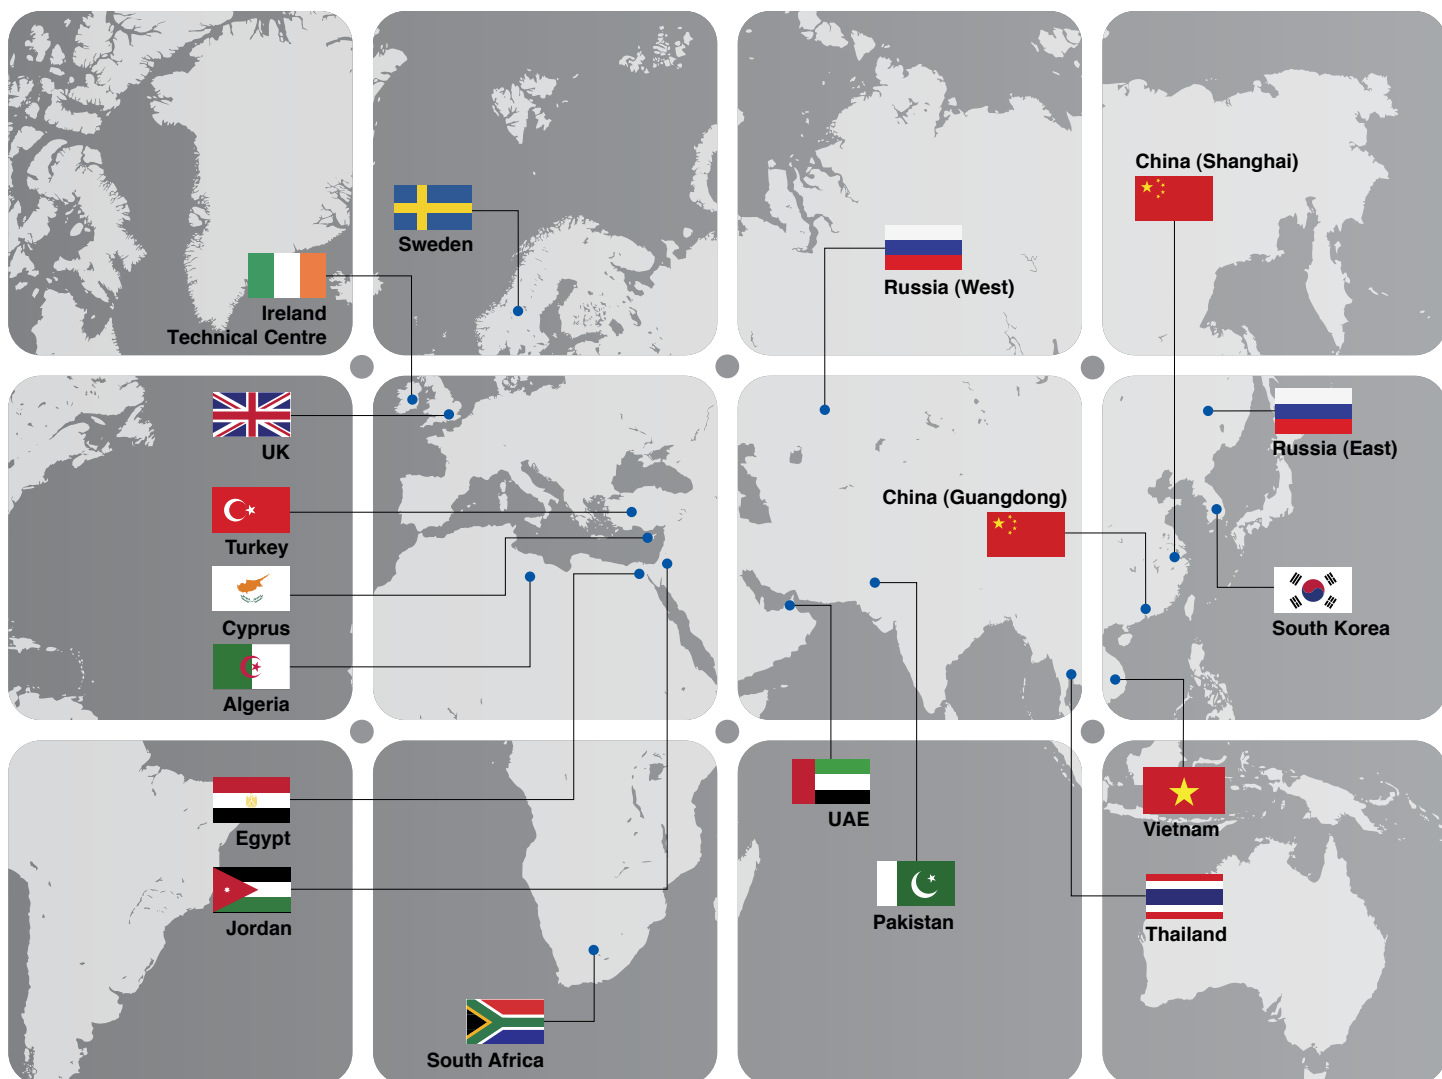 China (Shanghai)
Sweden
Russia (West)
Ireland
Technical Centre
UK
Russia (East)
China (Guangdong)
Turkey
Cyprus
South Korea
Algeria
UAE
Vietnam
Egypt
Pakistan
Jordan
Thailand
South Africa